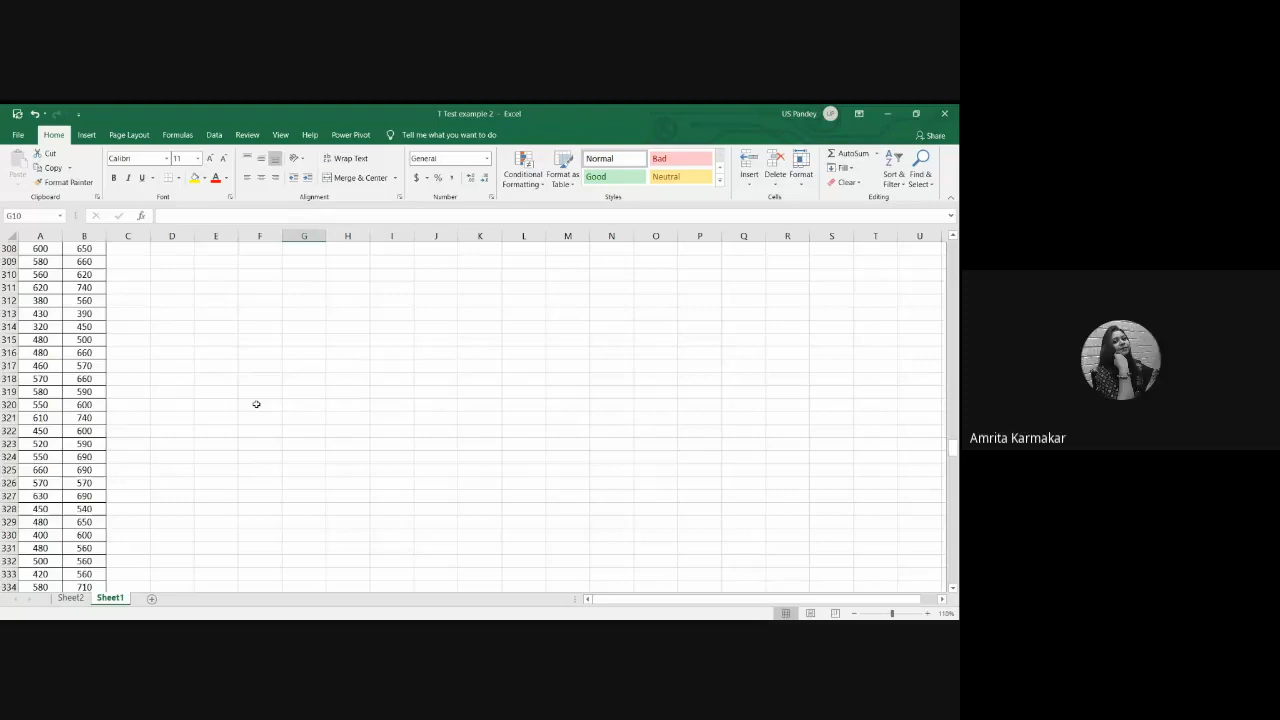 T Test example 2 - Excel
US Pandey
UP
File Home Insert Page Layout Formulas Data Review View Help Power Pivot Tell me what you want to do Share
Paste
Cut
Copy
Format Painter
Clipboard
Calibri 11 A A
B I U A
Font
Wrap Text
Merge & Center
Alignment
General
$ % ,
Number
Conditional Formatting
Format as Table
Normal Bad
Good Neutral
Styles
Insert Delete Format
Cells
AutoSum
Fill
Clear
Sort & Filter
Find & Select
Editing
G10 fx
A B C D E F G H I J K L M N O P Q R S T U
308 600 650
309 580 660
310 560 620
311 620 740
312 380 560
313 430 390
314 320 450
315 480 500
316 480 660
317 460 570
318 570 660
319 580 590
320 550 600
321 610 740
322 450 600
323 520 590
324 550 690
325 660 690
326 570 570
327 630 690
328 450 540
329 480 650
330 400 600
331 480 560
332 500 560
333 420 560
334 580 710
Sheet2 Sheet1
110%
Amrita Karmakar